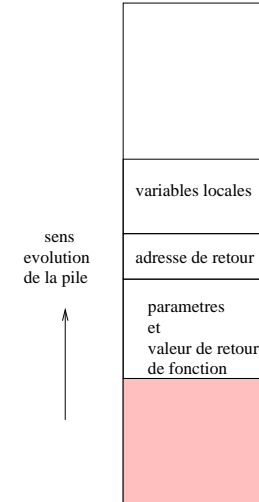 variables locales
sens
evolution
de la pile
adresse de retour
parametres
et
valeur de retour
de fonction